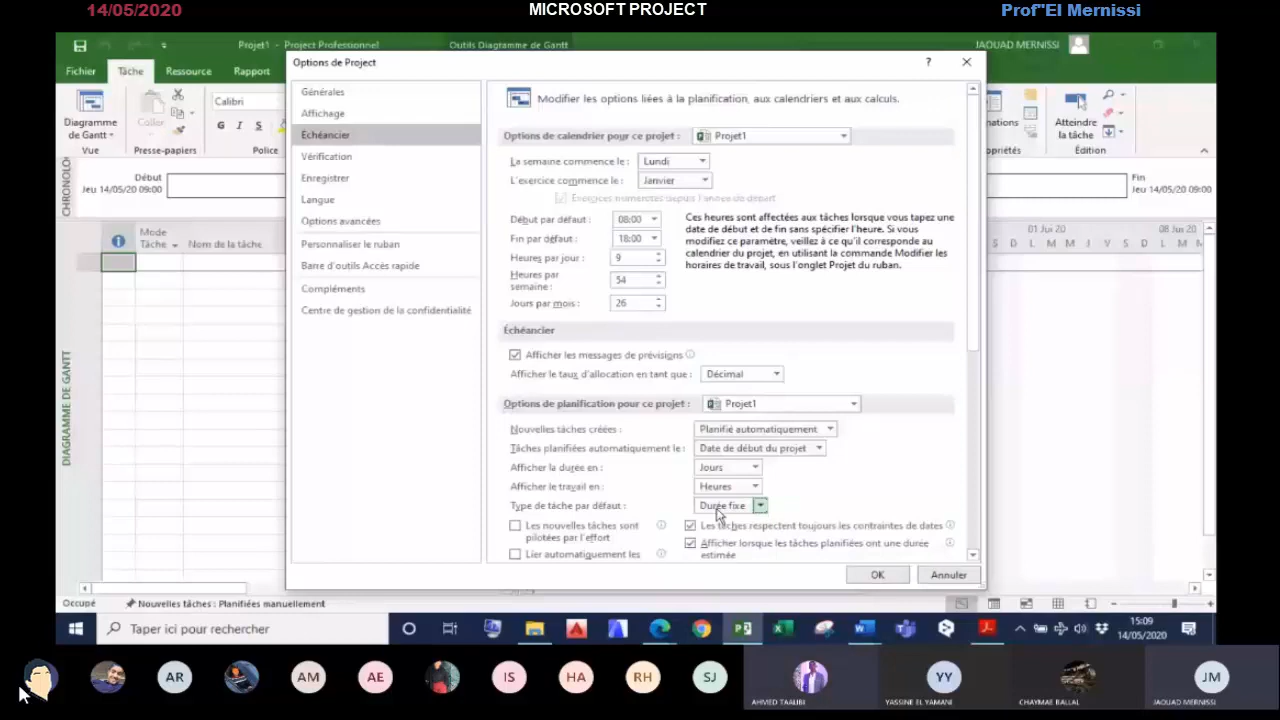 14/05/2020
MICROSOFT PROJECT
Prof"El Mernissi
Projet1 - Project Professionnel
Outils Diagramme de Gantt
JAOUAD MERNISSI
Fichier
Tâche
Ressource
Rapport
Options de Project
?
Diagramme de Gantt
Coller
Calibri
G I S
Vue
Presse-papiers
Police
Atteindre la tâche
Édition
CHRONOLO
Début
Jeu 14/05/20 09:00
Fin
Jeu 14/05/20 09:00
Mode Tâche
Nom de la tâche
01 Jun 20
08 Jun 20
S D L M M J V S D L M M
DIAGRAMME DE GANTT
Générales
Affichage
Échéancier
Vérification
Enregistrer
Langue
Options avancées
Personnaliser le ruban
Barre d'outils Accès rapide
Compléments
Centre de gestion de la confidentialité
Modifier les options liées à la planification, aux calendriers et aux calculs.
Options de calendrier pour ce projet : Projet1
La semaine commence le : Lundi
L'exercice commence le : Janvier
Exercices numérotés depuis l'année de départ
Début par défaut : 08:00
Fin par défaut : 18:00
Heures par jour : 9
Heures par semaine : 54
Jours par mois : 26
Ces heures sont affectées aux tâches lorsque vous tapez une
date de début et de fin sans spécifier l'heure. Si vous
modifiez ce paramètre, veillez à ce qu'il corresponde au
calendrier du projet, en utilisant la commande Modifier les
horaires de travail, sous l'onglet Projet du ruban.
Échéancier
Afficher les messages de prévisions
Afficher le taux d'allocation en tant que : Décimal
Options de planification pour ce projet : Projet1
Nouvelles tâches créées : Planifié automatiquement
Tâches planifiées automatiquement le : Date de début du projet
Afficher la durée en : Jours
Afficher le travail en : Heures
Type de tâche par défaut : Durée fixe
Les nouvelles tâches sont
pilotées par l'effort
Lier automatiquement les
Les tâches respectent toujours les contraintes de dates
Afficher lorsque les tâches planifiées ont une durée
estimée
OK
Annuler
Occupé
Nouvelles tâches : Planifiées manuellement
Taper ici pour rechercher
15:09
14/05/2020
AR
AM
AE
IS
HA
RH
SJ
AHMED TAALIBI
YY
YASSINE EL YAMANI
CHAYMAE BALLAL
JM
JAOUAD MERNISSI